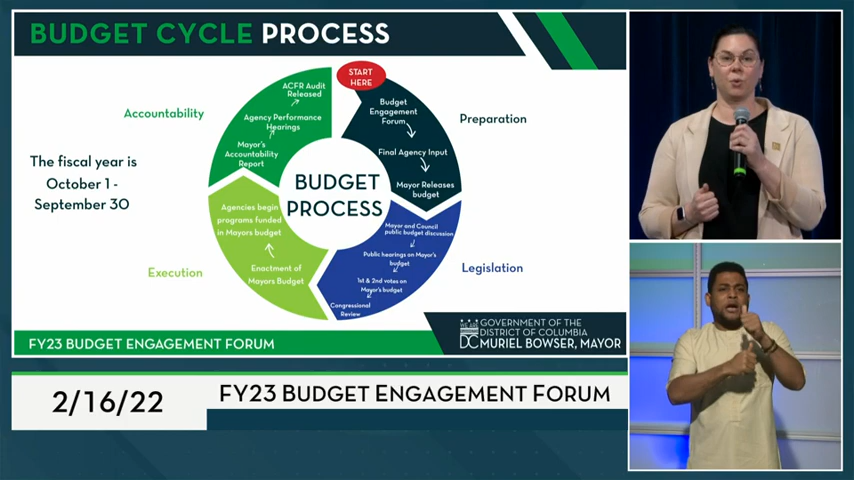 BUDGET CYCLE PROCESS
START
HERE
Budget
Engagement
Forum
Final Agency Input
Mayor Releases
budget
Preparation
Mayor and Council
public budget discussion
Public hearings on Mayor's
budget
1st & 2nd votes on
Mayor's budget
Congressional
Review
Legislation
Enactment of
Mayors Budget
Agencies begin
programs funded
in Mayors budget
Execution
Mayor's
Accountability
Report
Agency Performance
Hearings
ACFR Audit
Released
Accountability
BUDGET
PROCESS
The fiscal year is
October 1 -
September 30
FY23 BUDGET ENGAGEMENT FORUM
WE ARE
DC
GOVERNMENT OF THE
DISTRICT OF COLUMBIA
MURIEL BOWSER, MAYOR
2/16/22
FY23 BUDGET ENGAGEMENT FORUM